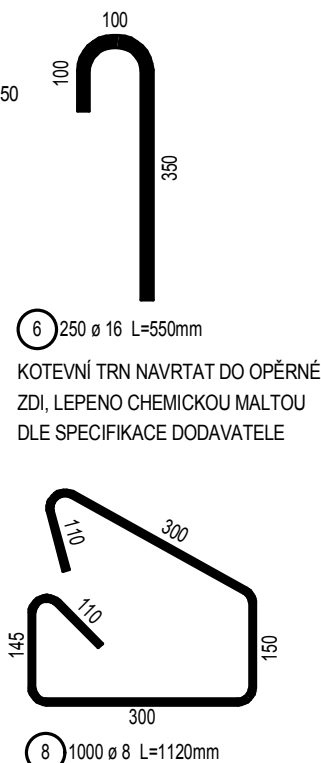 100
50
100
350
6 250 ø 16 L=550mm
KOTEVNÍ TRN NAVRTAT DO OPĚRNÉ
ZDI, LEPENO CHEMICKOU MALTOU
DLE SPECIFIKACE DODAVATELE
110
300
110
145
150
300
8 1000 ø 8 L=1120mm